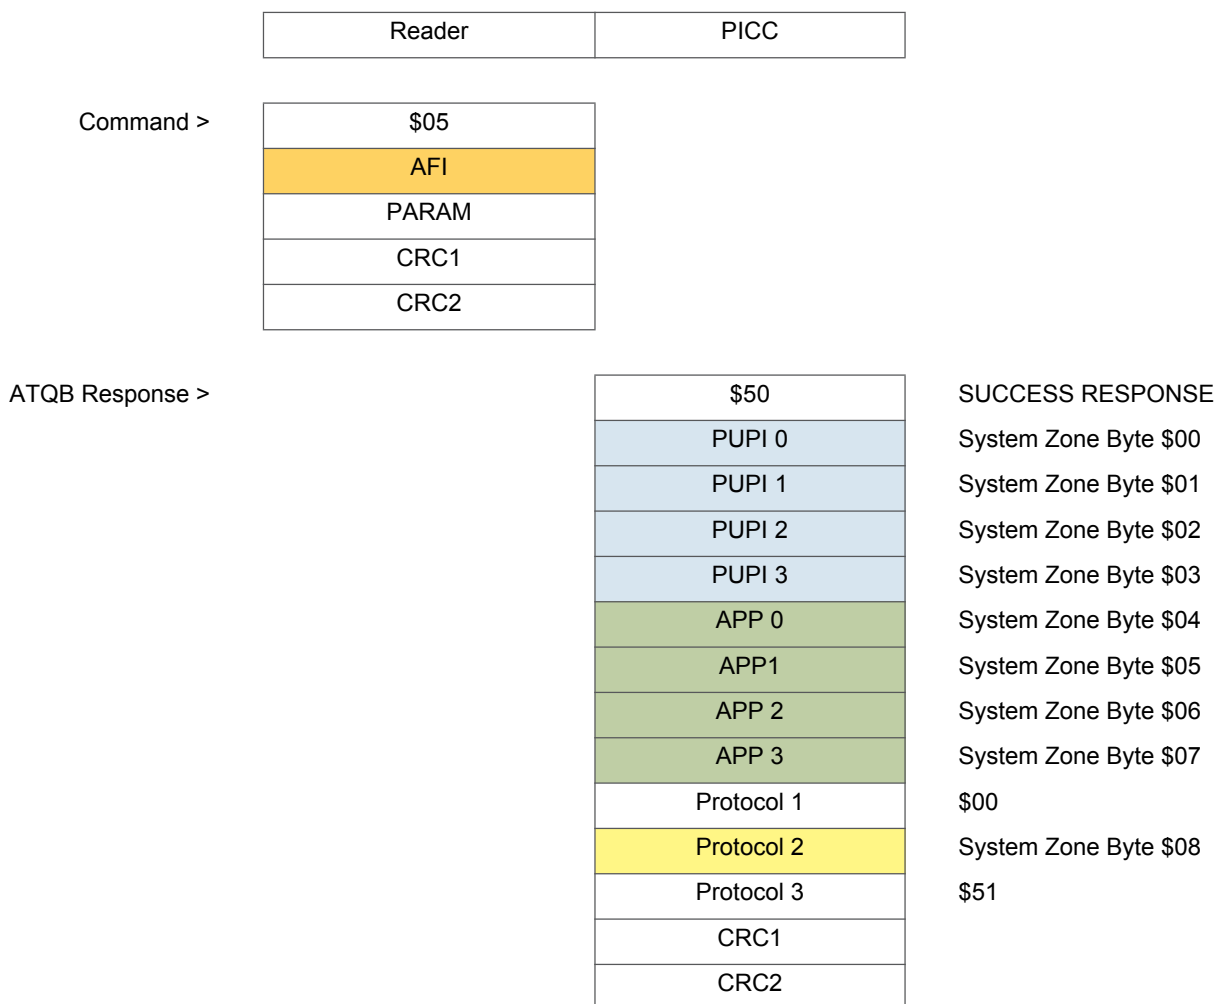 Reader PICC
Command > $05
AFI
PARAM
CRC1
CRC2
ATQB Response > $50 SUCCESS RESPONSE
PUPI 0 System Zone Byte $00
PUPI 1 System Zone Byte $01
PUPI 2 System Zone Byte $02
PUPI 3 System Zone Byte $03
APP 0 System Zone Byte $04
APP1 System Zone Byte $05
APP 2 System Zone Byte $06
APP 3 System Zone Byte $07
Protocol 1 $00
Protocol 2 System Zone Byte $08
Protocol 3 $51
CRC1
CRC2